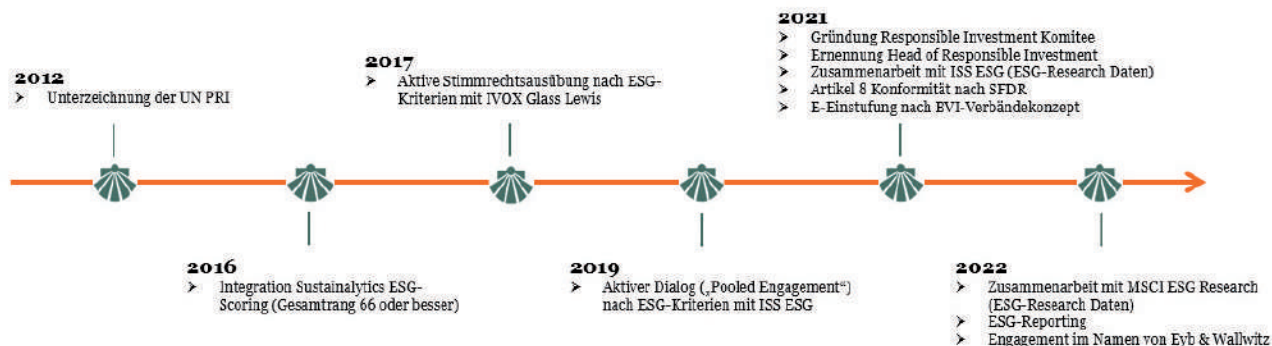 2012
➤ Unterzeichnung der UN PRI
2016
➤ Integration Sustainalytics ESG-
Scoring (Gesamtrang 66 oder besser)
2017
➤ Aktive Stimmrechtsausübung nach ESG-
Kriterien mit IVOX Glass Lewis
2019
➤ Aktiver Dialog („Pooled Engagement“)
nach ESG-Kriterien mit ISS ESG
2021
➤ Gründung Responsible Investment Komitee
➤ Ernennung Head of Responsible Investment
➤ Zusammenarbeit mit ISS ESG (ESG-Research Daten)
➤ Artikel 8 Konformität nach SFDR
➤ E-Einstufung nach BVI-Verbändekonzept
2022
➤ Zusammenarbeit mit MSCI ESG Research
(ESG-Research Daten)
➤ ESG-Reporting
➤ Engagement im Namen von Eyb & Wallwitz